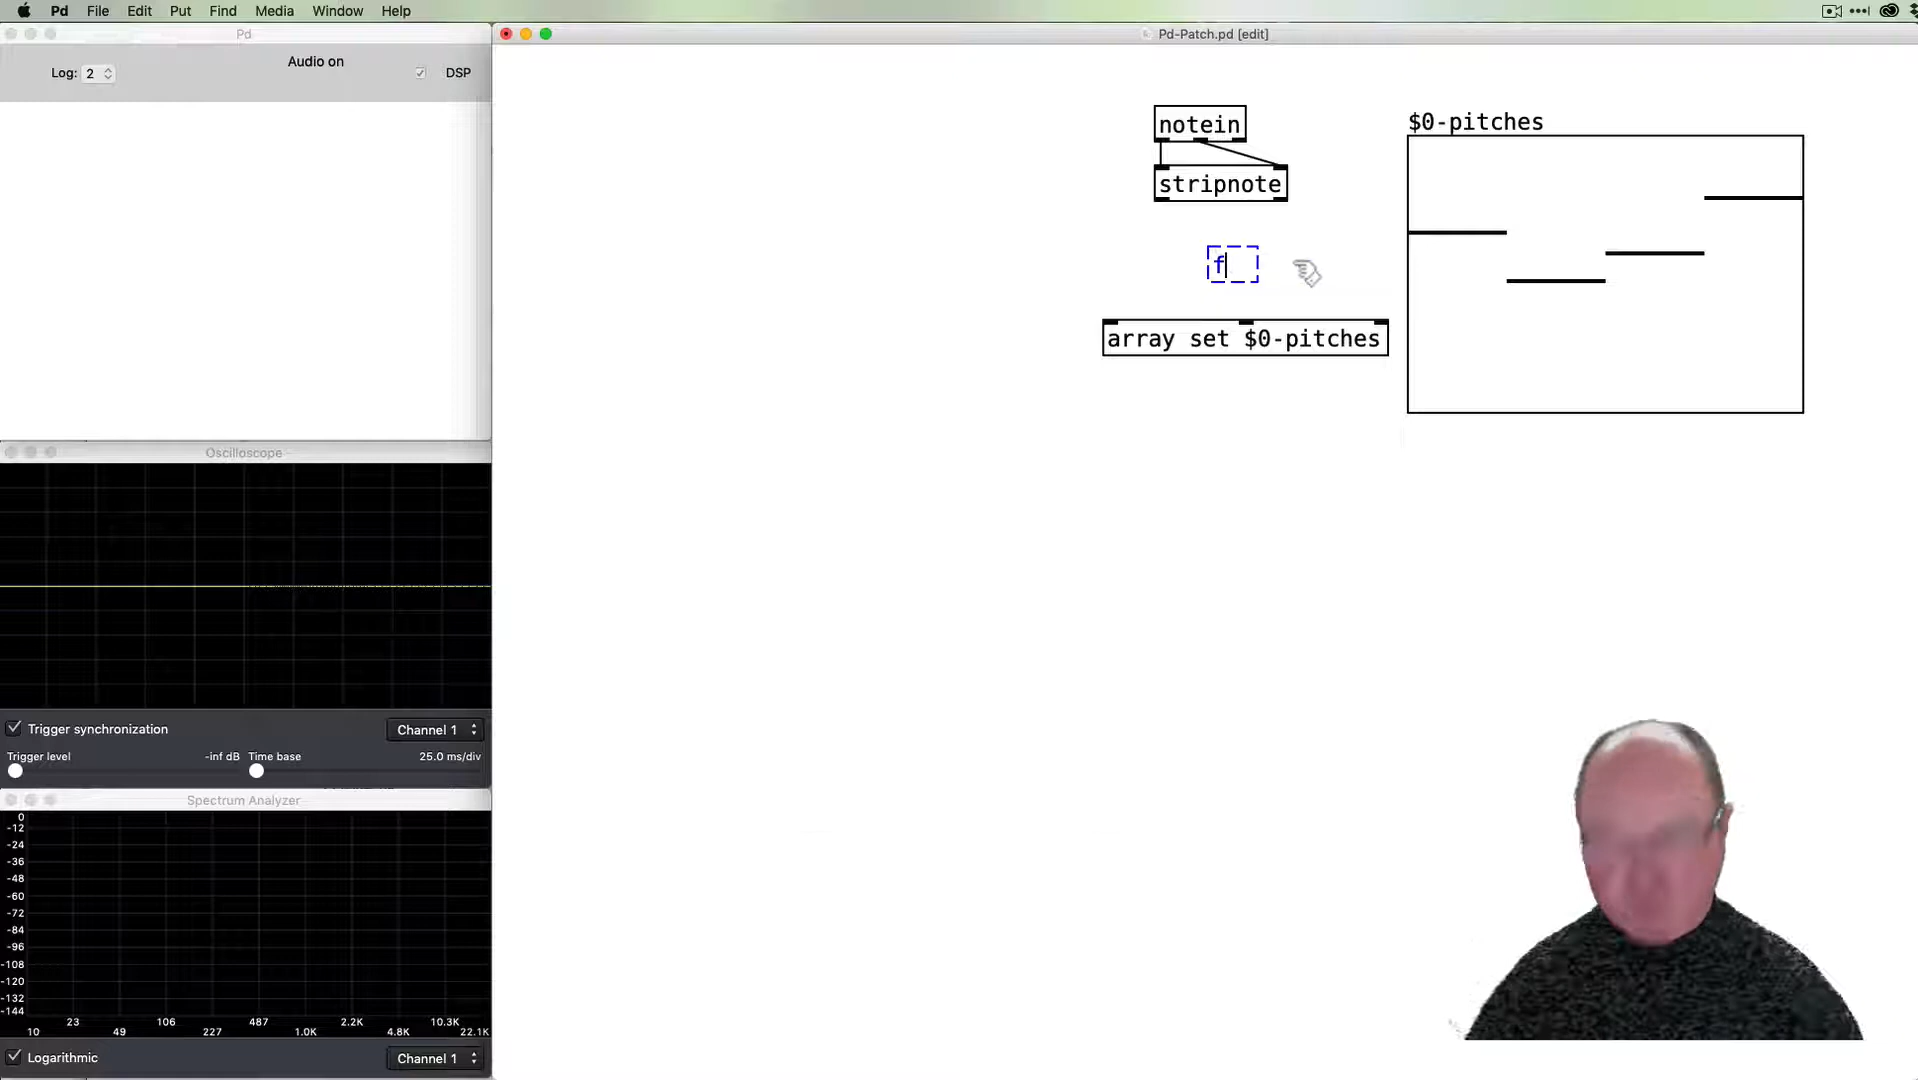 Pd File Edit Put Find Media Window Help
Pd
Audio on
Log: 2
DSP
Pd-Patch.pd [edit]
notein
stripnote
f
array set $0-pitches
$0-pitches
Oscilloscope
Trigger synchronization
Channel 1
Trigger level -inf dB
Time base 25.0 ms/div
Spectrum Analyzer
0
-12
-24
-36
-48
-60
-72
-84
-96
-108
-120
-132
-144
23 106 487 2.2K 10.3K
10 49 227 1.0K 4.8K 22.1K
Logarithmic
Channel 1